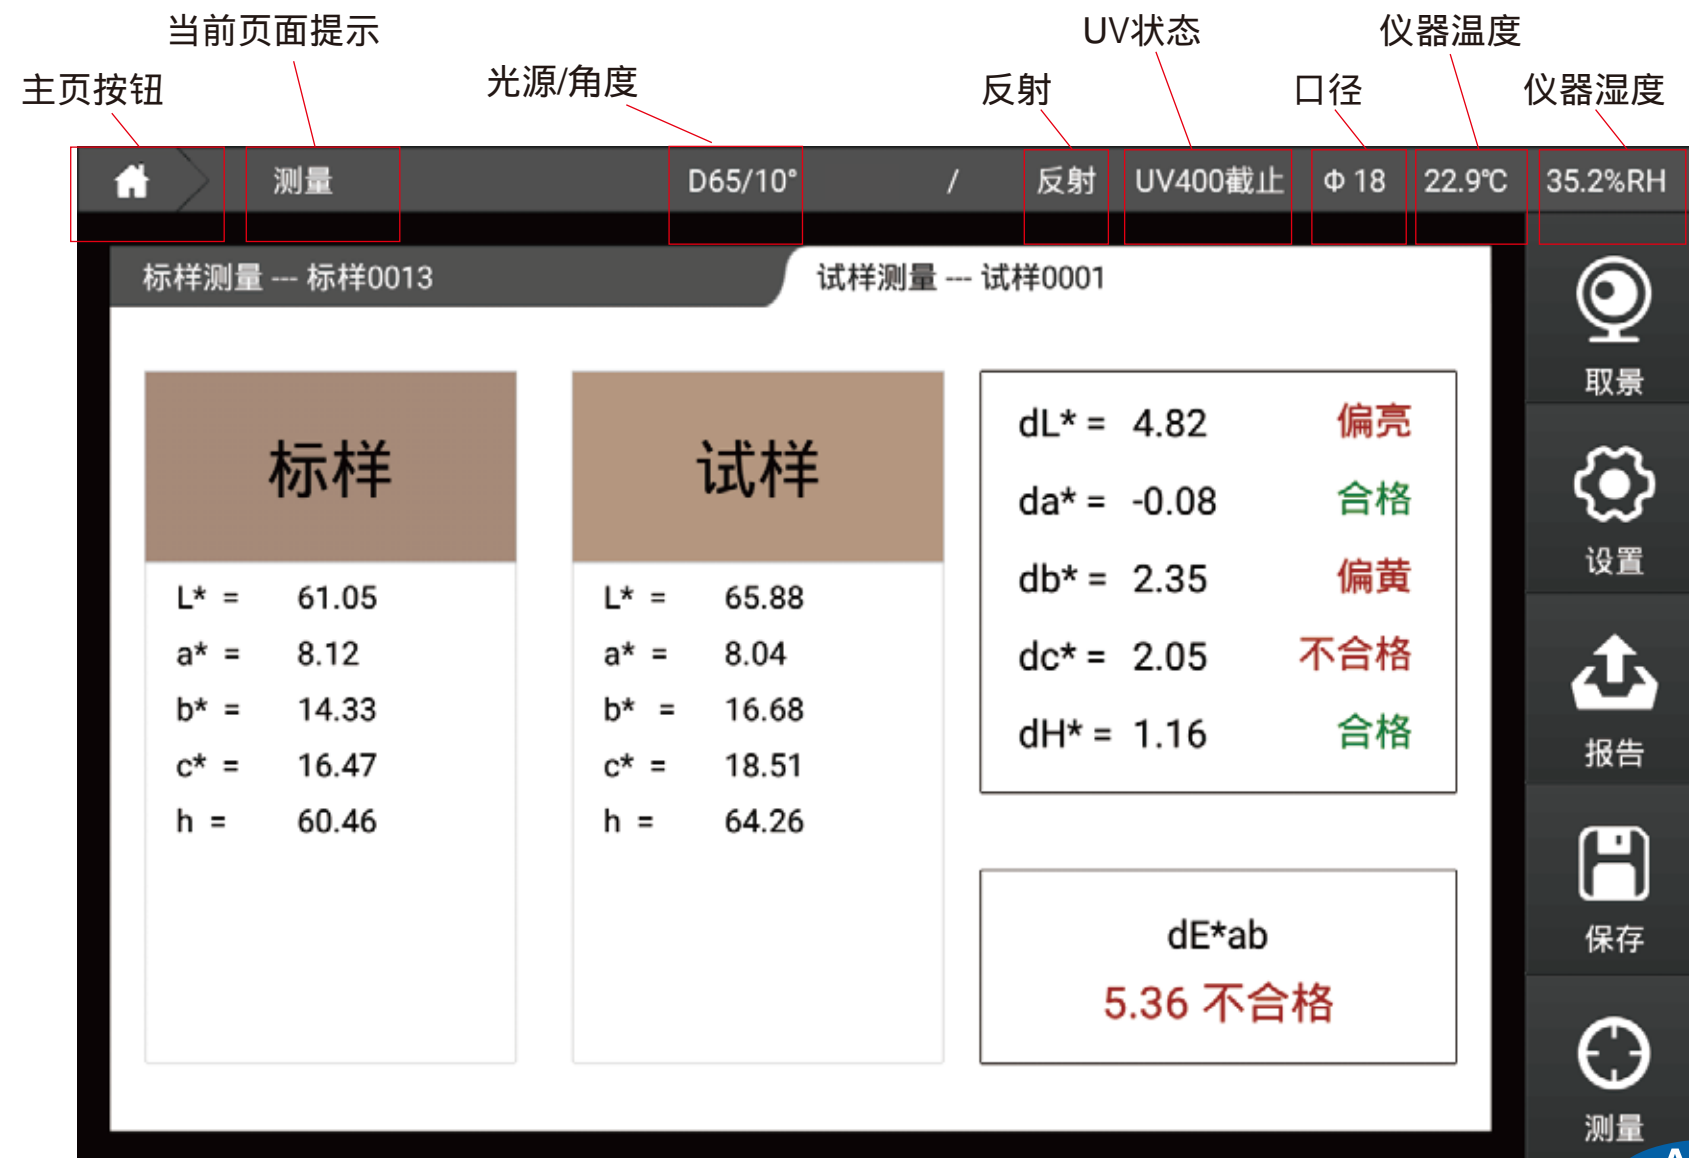 当前页面提示
UV状态
仪器温度
主页按钮
光源/角度
反射
口径
仪器湿度
测量
D65/10°
/
反射
UV400截止
Φ 18
22.9℃
35.2%RH
标样测量 --- 标样0013
试样测量 --- 试样0001
标样
L* = 61.05
a* = 8.12
b* = 14.33
c* = 16.47
h = 60.46
试样
L* = 65.88
a* = 8.04
b* = 16.68
c* = 18.51
h = 64.26
dL* = 4.82 偏亮
da* = -0.08 合格
db* = 2.35 偏黄
dc* = 2.05 不合格
dH* = 1.16 合格
dE*ab
5.36 不合格
取景
设置
报告
保存
测量